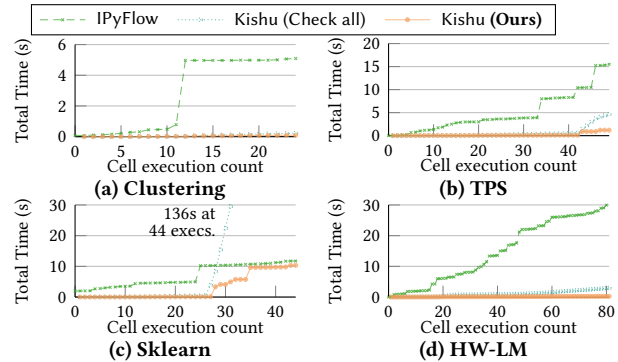 IPyFlow Kishu (Check all) Kishu (Ours)
Total Time (s)
6
4
2
0
0 5 10 15 20
Cell execution count
(a) Clustering
Total Time (s)
20
15
10
5
0
0 20 40
Cell execution count
(b) TPS
Total Time (s)
30
20
10
0
136s at
44 execs.
0 10 20 30 40
Cell execution count
(c) Sklearn
Total Time (s)
30
20
10
0
0 20 40 60 80
Cell execution count
(d) HW-LM